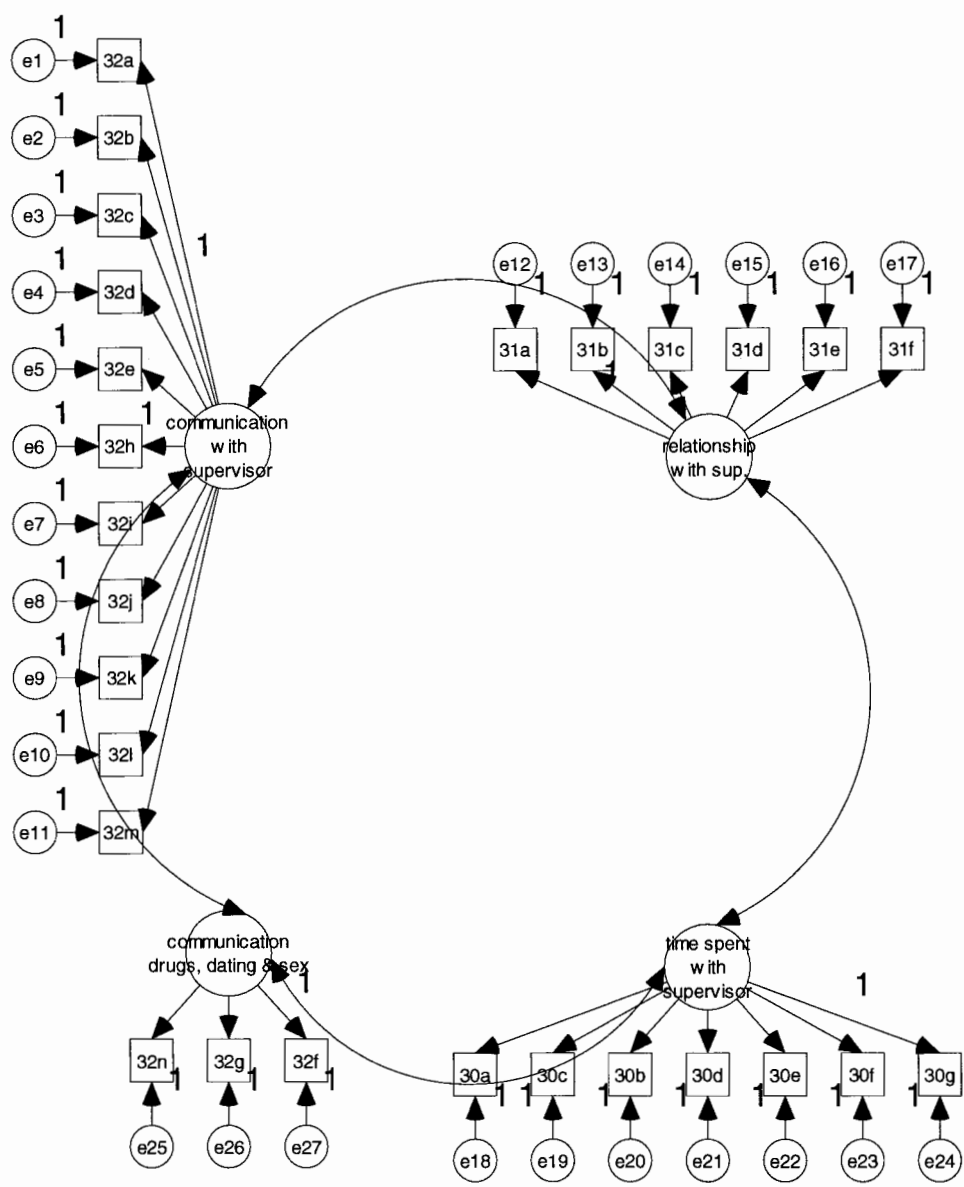 1
e1 32a
1
e2 32b
1
e3 32c
1
e4 32d
1
e5 32e
1 1
e6 32h
1
e7 32i
1
e8 32j
1
e9 32k
1
e10 32l
1
e11 32m
1
communication
with
supervisor
e12 e13 e14 e15 e16 e17
1 1 1 1 1 1
31a 31b 31c 31d 31e 31f
1
relationship
with sup.
communication
drugs, dating & sex
1
32n 32g 32f
1 1 1
e25 e26 e27
time spent
with
supervisor
1
30a 30c 30b 30d 30e 30f 30g
1 1 1 1 1 1 1
e18 e19 e20 e21 e22 e23 e24